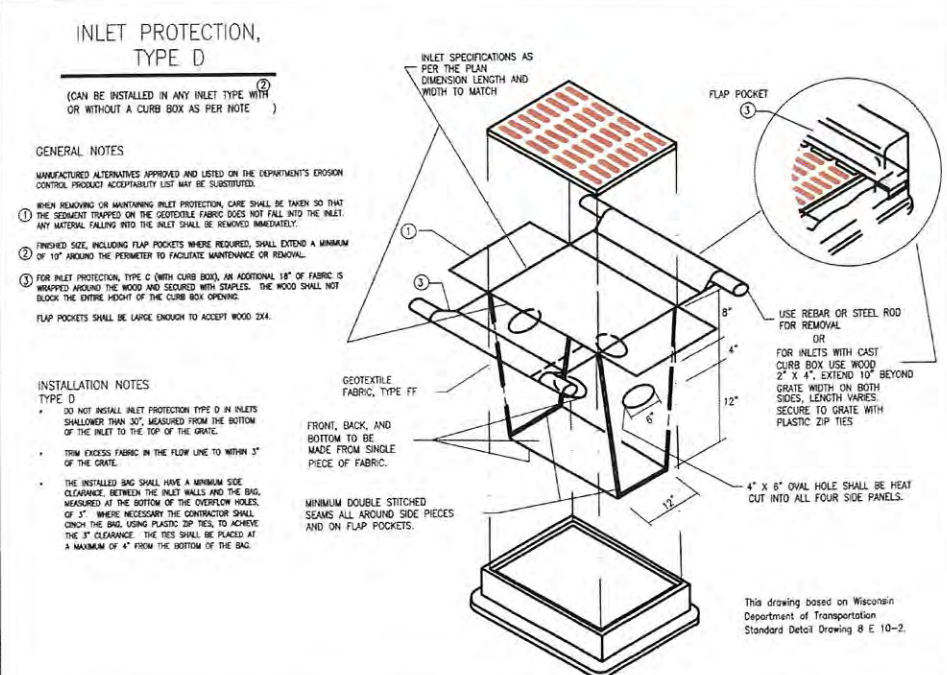 INLET PROTECTION,
TYPE D
(CAN BE INSTALLED IN ANY INLET TYPE WITH
OR WITHOUT A CURB BOX AS PER NOTE ② )
GENERAL NOTES
MANUFACTURED ALTERNATIVES APPROVED AND LISTED ON THE DEPARTMENT'S EROSION
CONTROL PRODUCT ACCEPTABILITY LIST MAY BE SUBSTITUTED.
① WHEN REMOVING OR MAINTAINING INLET PROTECTION, CARE SHALL BE TAKEN SO THAT
THE SEDIMENT TRAPPED ON THE GEOTEXTILE FABRIC DOES NOT FALL INTO THE INLET.
ANY MATERIAL FALLING INTO THE INLET SHALL BE REMOVED IMMEDIATELY.
② FINISHED SIZE, INCLUDING FLAP POCKETS WHERE REQUIRED, SHALL EXTEND A MINIMUM
OF 10" AROUND THE PERIMETER TO FACILITATE MAINTENANCE OR REMOVAL.
③ FOR INLET PROTECTION, TYPE C (WITH CURB BOX), AN ADDITIONAL 18" OF FABRIC IS
WRAPPED AROUND THE WOOD AND SECURED WITH STAPLES. THE WOOD SHALL NOT
BLOCK THE ENTIRE HEIGHT OF THE CURB BOX OPENING.
FLAP POCKETS SHALL BE LARGE ENOUGH TO ACCEPT WOOD 2X4.
INSTALLATION NOTES
TYPE D
• DO NOT INSTALL INLET PROTECTION TYPE D IN INLETS
SHALLOWER THAN 30", MEASURED FROM THE BOTTOM
OF THE INLET TO THE TOP OF THE GRATE.
• TRIM EXCESS FABRIC IN THE FLOW LINE TO WITHIN 3"
OF THE GRATE.
• THE INSTALLED BAG SHALL HAVE A MINIMUM SIDE
CLEARANCE, BETWEEN THE INLET WALLS AND THE BAG,
MEASURED AT THE BOTTOM OF THE OVERFLOW HOLES,
OF 3". WHERE NECESSARY THE CONTRACTOR SHALL
CINCH THE BAG, USING PLASTIC ZIP TIES, TO ACHIEVE
THE 3" CLEARANCE. THE TIES SHALL BE PLACED AT
A MAXIMUM OF 4" FROM THE BOTTOM OF THE BAG.
INLET SPECIFICATIONS AS
PER THE PLAN
DIMENSION LENGTH AND
WIDTH TO MATCH
FLAP POCKET
③
①
③
8"
4"
12"
6"
12"
USE REBAR OR STEEL ROD
FOR REMOVAL
OR
FOR INLETS WITH CAST
CURB BOX USE WOOD
2" X 4", EXTEND 10" BEYOND
GRATE WIDTH ON BOTH
SIDES, LENGTH VARIES.
SECURE TO GRATE WITH
PLASTIC ZIP TIES
GEOTEXTILE
FABRIC, TYPE FF
FRONT, BACK, AND
BOTTOM TO BE
MADE FROM SINGLE
PIECE OF FABRIC.
MINIMUM DOUBLE STITCHED
SEAMS ALL AROUND SIDE PIECES
AND ON FLAP POCKETS.
4" X 6" OVAL HOLE SHALL BE HEAT
CUT INTO ALL FOUR SIDE PANELS.
This drawing based on Wisconsin
Department of Transportation
Standard Detail Drawing 8 E 10-2.